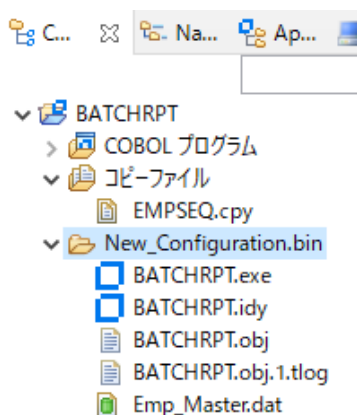 C... Na... Ap...
BATCHRPT
COBOL プログラム
コピーファイル
EMPSEQ.cpy
New_Configuration.bin
BATCHRPT.exe
BATCHRPT.idy
BATCHRPT.obj
BATCHRPT.obj.1.tlog
Emp_Master.dat